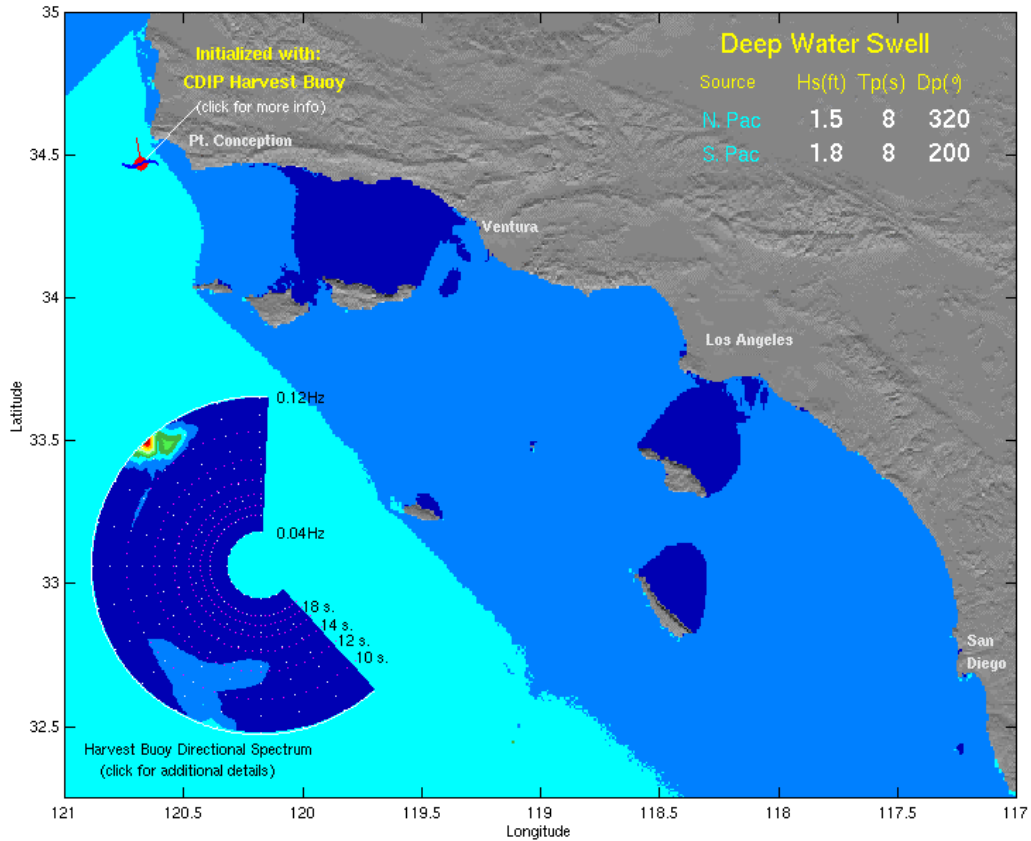 Deep Water Swell
Source Hs(ft) Tp(s) Dp(º)
N. Pac 1.5 8 320
S. Pac 1.8 8 200
Initialized with:
CDIP Harvest Buoy
(click for more info)
Pt. Conception
Ventura
Los Angeles
San
Diego
0.12Hz
0.04Hz
18 s.
14 s.
12 s.
10 s.
Harvest Buoy Directional Spectrum
(click for additional details)
35
34.5
34
33.5
33
32.5
Latitude
121 120.5 120 119.5 119 118.5 118 117.5 117
Longitude